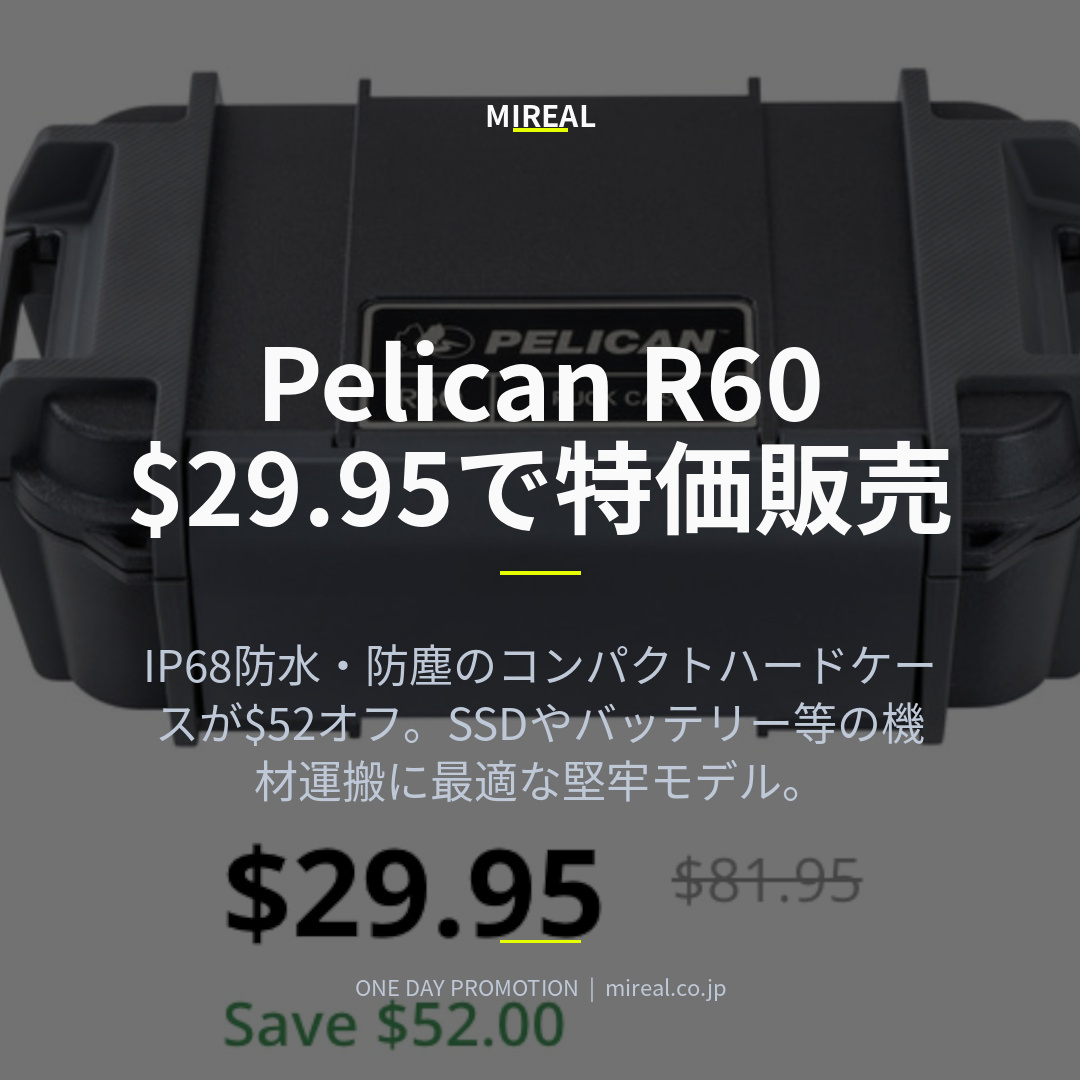 MIREAL
PELICAN™
Pelican R60
$29.95で特価販売
IP68防水・防塵のコンパクトハードケー
スが$52オフ。SSDやバッテリー等の機
材運搬に最適な堅牢モデル。
$29.95 $81.95
ONE DAY PROMOTION | mireal.co.jp
Save $52.00